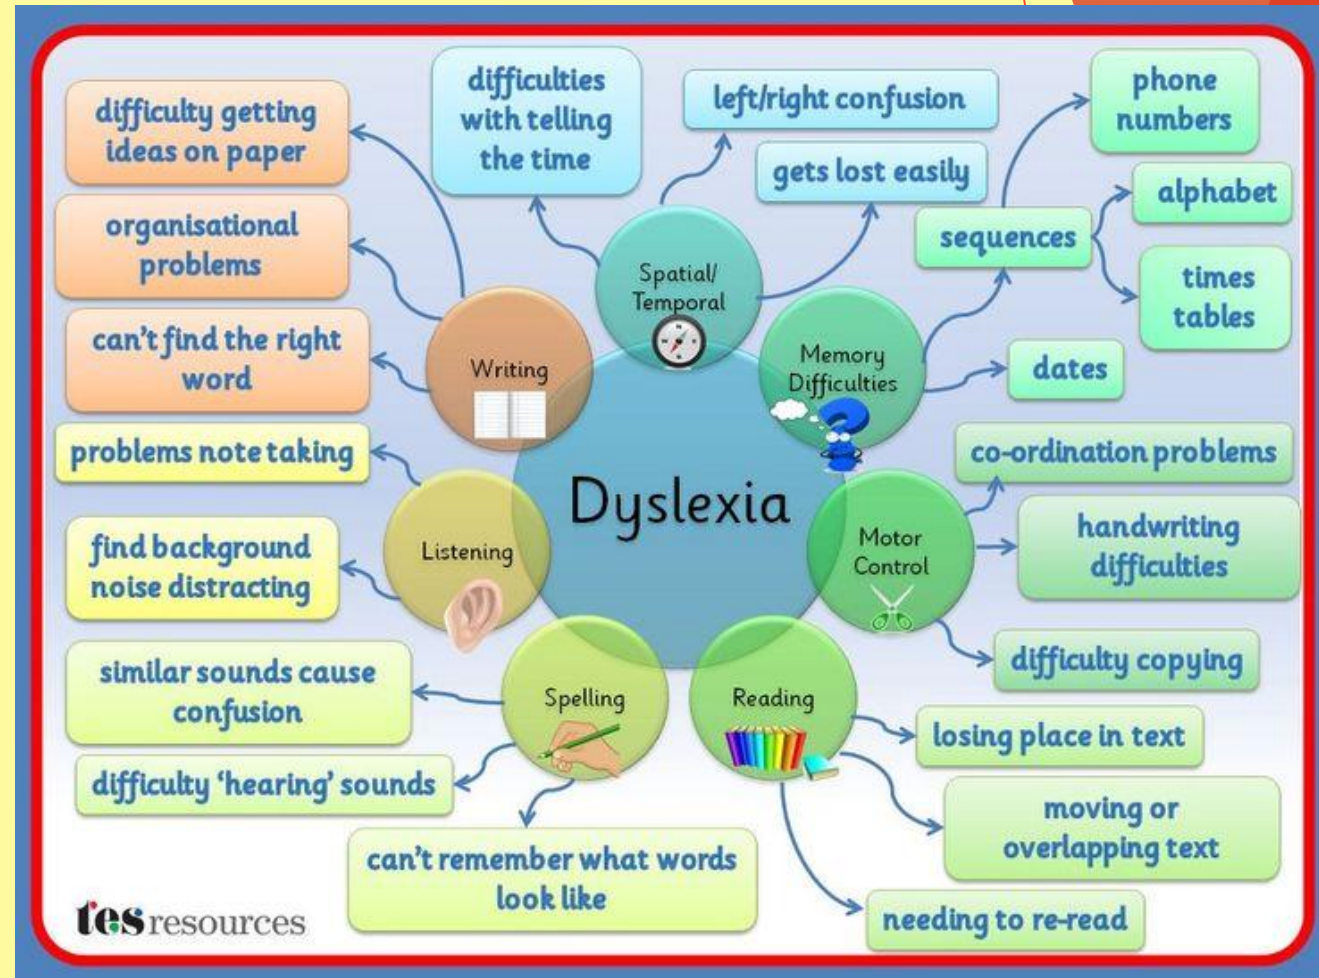 Dyslexia
Spatial/
Temporal
difficulties
with telling
the time
left/right confusion
gets lost easily
Memory
Difficulties
sequences
phone
numbers
alphabet
times
tables
dates
Motor
Control
co-ordination problems
handwriting
difficulties
difficulty copying
Reading
losing place in text
moving or
overlapping text
needing to re-read
Spelling
similar sounds cause
confusion
difficulty ‘hearing’ sounds
can’t remember what words
look like
Listening
problems note taking
find background
noise distracting
Writing
difficulty getting
ideas on paper
organisational
problems
can’t find the right
word
tes resources